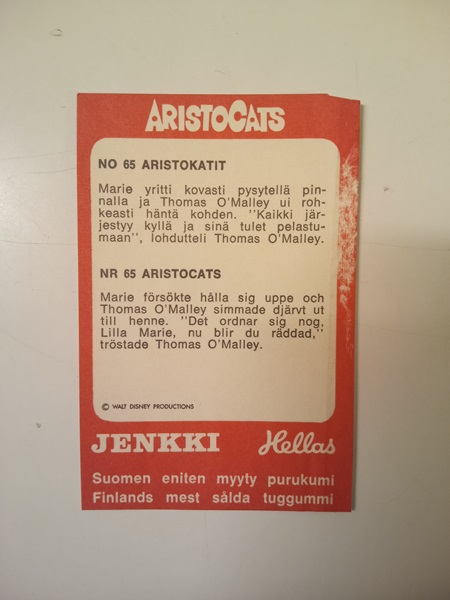 ARISTOCATS
NO 65 ARISTOKATIT
Marie yritti kovasti pysytellä pin-
nalla ja Thomas O'Malley ui roh-
keasti häntä kohden. "Kaikki jär-
jestyy kyllä ja sinä tulet pelastu-
maan", lohdutteli Thomas O'Malley.
NR 65 ARISTOCATS
Marie försökte hålla sig uppe och
Thomas O'Malley simmade djärvt ut
till henne. "Det ordnar sig nog,
Lilla Marie, nu blir du räddad,"
tröstade Thomas O'Malley.
© WALT DISNEY PRODUCTIONS
JENKKI Hellas
Suomen eniten myyty purukumi
Finlands mest sålda tuggummi